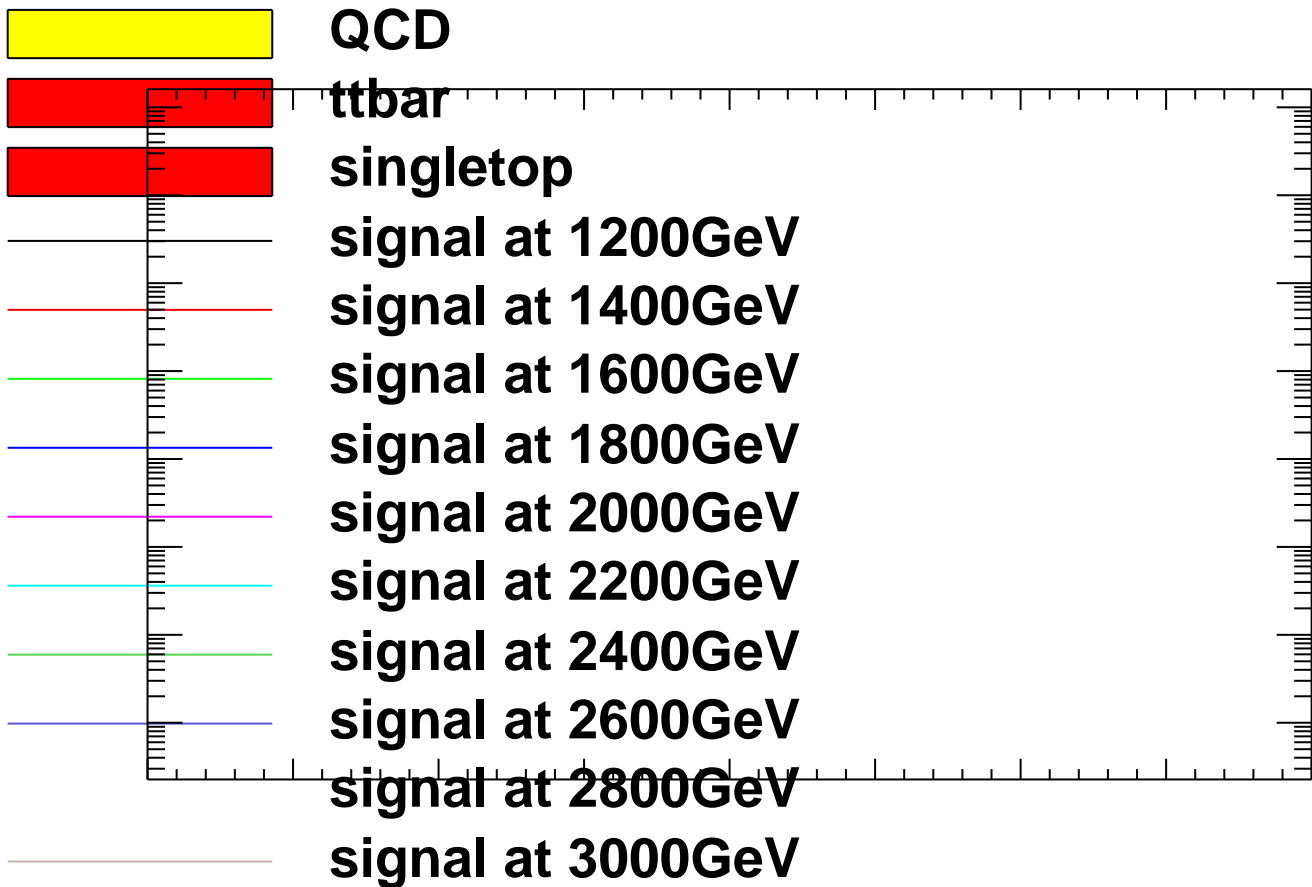 QCD
ttbar
singletop
signal at 1200GeV
signal at 1400GeV
signal at 1600GeV
signal at 1800GeV
signal at 2000GeV
signal at 2200GeV
signal at 2400GeV
signal at 2600GeV
signal at 2800GeV
signal at 3000GeV